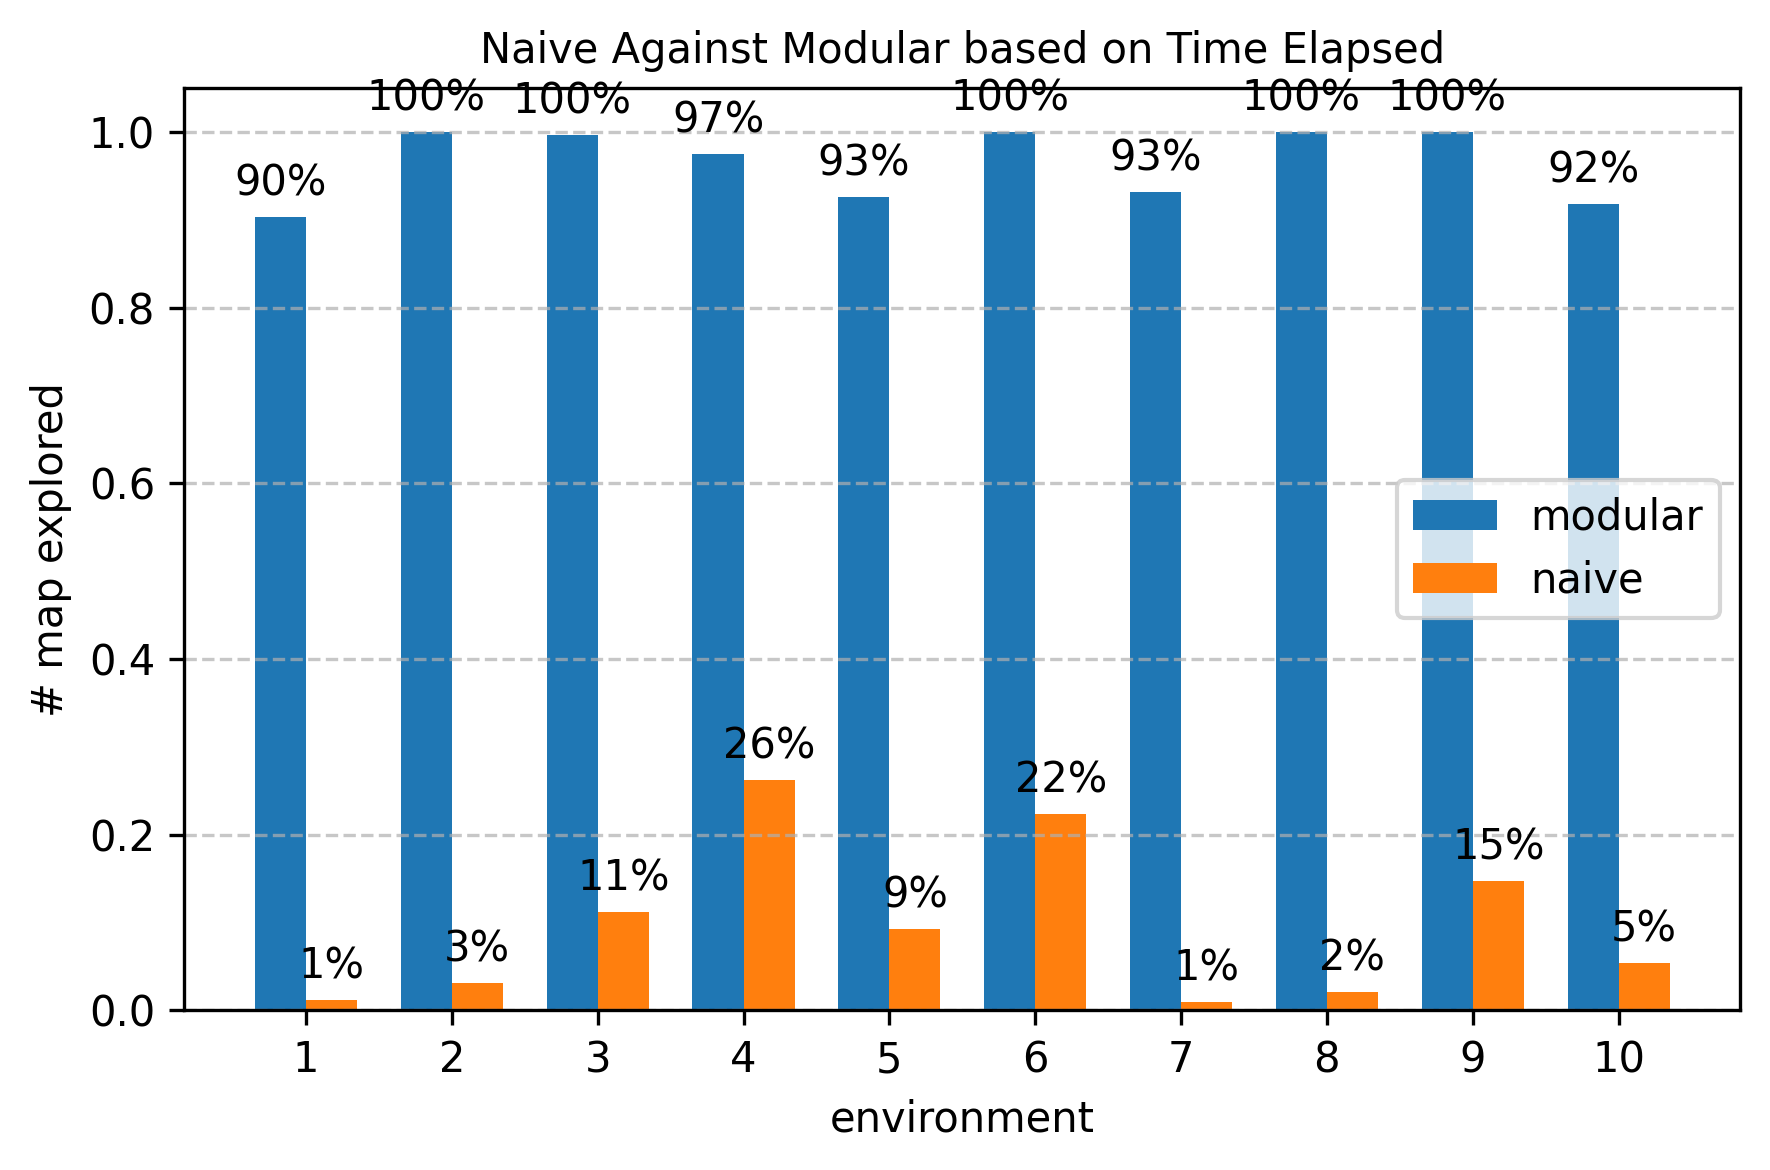 Naive Against Modular based on Time Elapsed
100% 100% 97% 100% 100% 100%
90% 93% 93% 92%
1.0
0.8
0.6
0.4
0.2
0.0
# map explored
modular
naive
1% 3% 11% 26% 9% 22% 1% 2% 15% 5%
1 2 3 4 5 6 7 8 9 10
environment